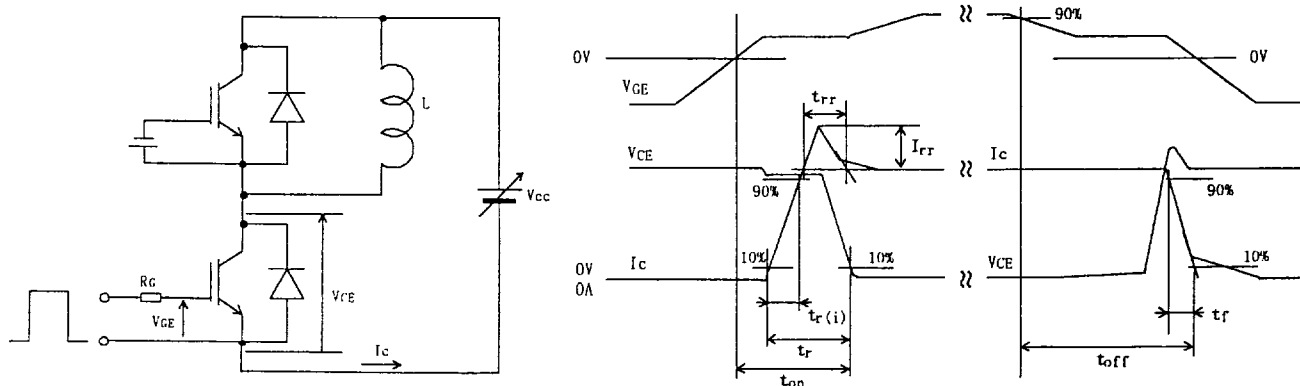 L
Vcc
RG
VGE
VCE
Ic
0V
VGE
90%
0V
trr
Irr
VCE
90%
Ic
90%
0V
0A
Ic
10%
10%
VCE
10%
tr(i)
tr
ton
tf
toff